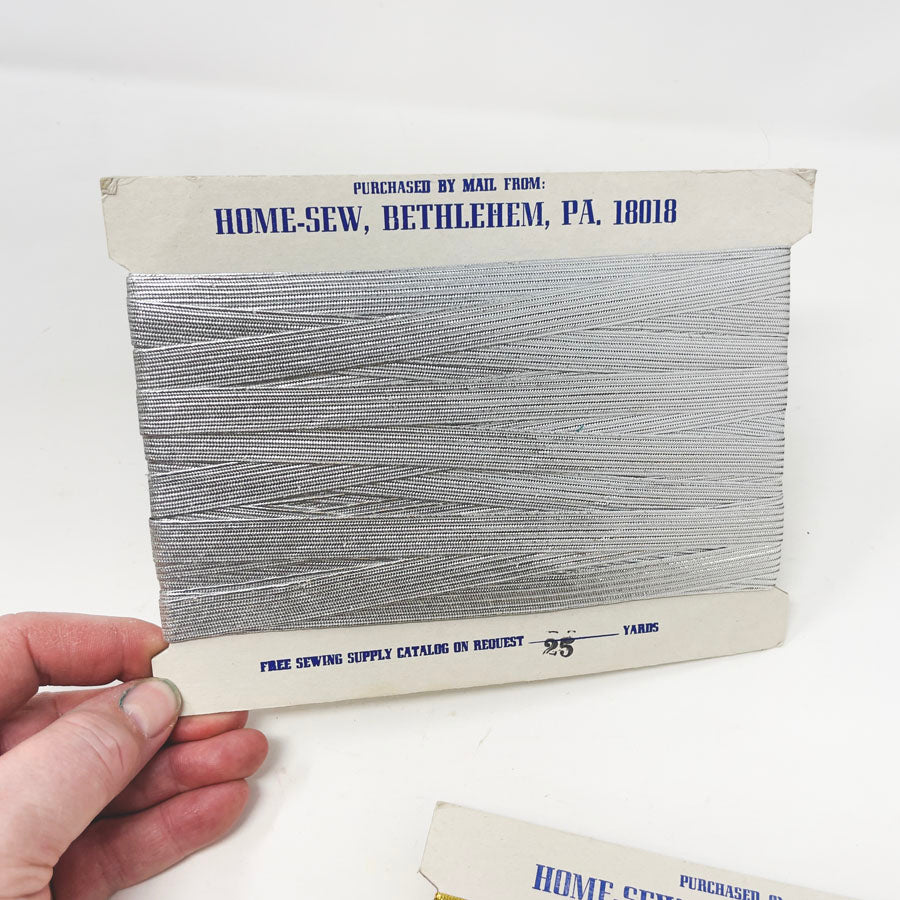 PURCHASED BY MAIL FROM:
HOME-SEW, BETHLEHEM, PA. 18018
FREE SEWING SUPPLY CATALOG ON REQUEST 25 YARDS
PURCHASED
HOME-SEW